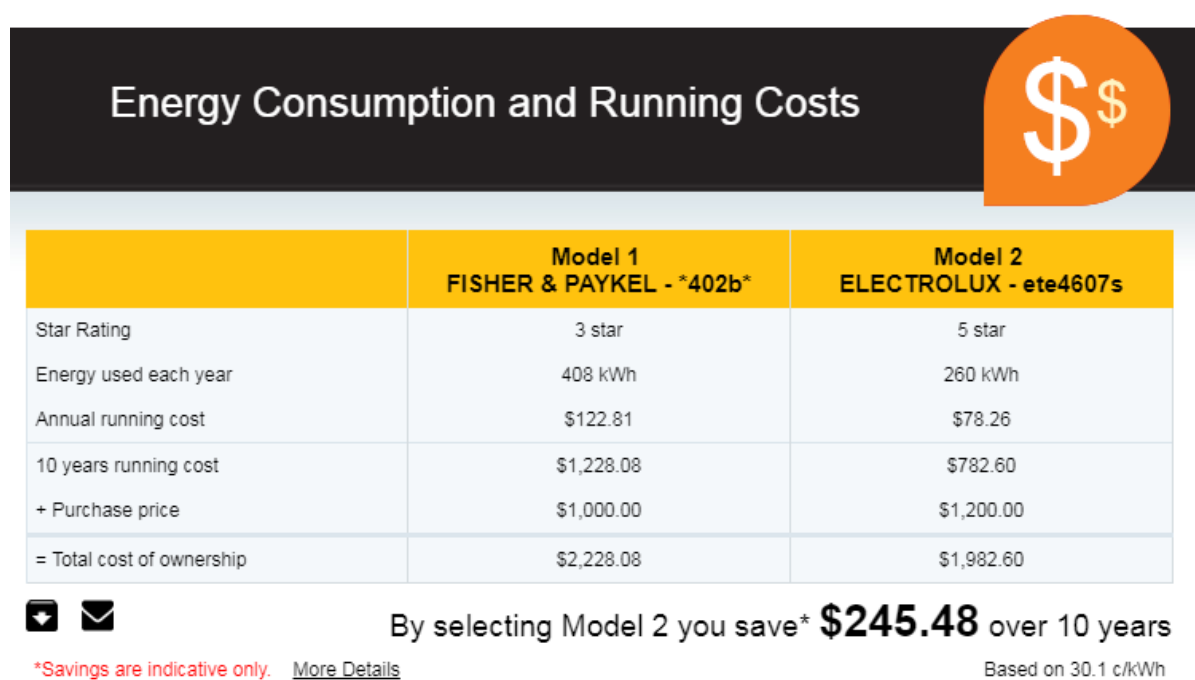 Energy Consumption and Running Costs
$ $
Model 1 Model 2
FISHER & PAYKEL - *402b* ELECTROLUX - ete4607s
Star Rating 3 star 5 star
Energy used each year 408 kWh 260 kWh
Annual running cost $122.81 $78.26
10 years running cost $1,228.08 $782.60
+ Purchase price $1,000.00 $1,200.00
= Total cost of ownership $2,228.08 $1,982.60
By selecting Model 2 you save* $245.48 over 10 years
*Savings are indicative only. More Details Based on 30.1 c/kWh